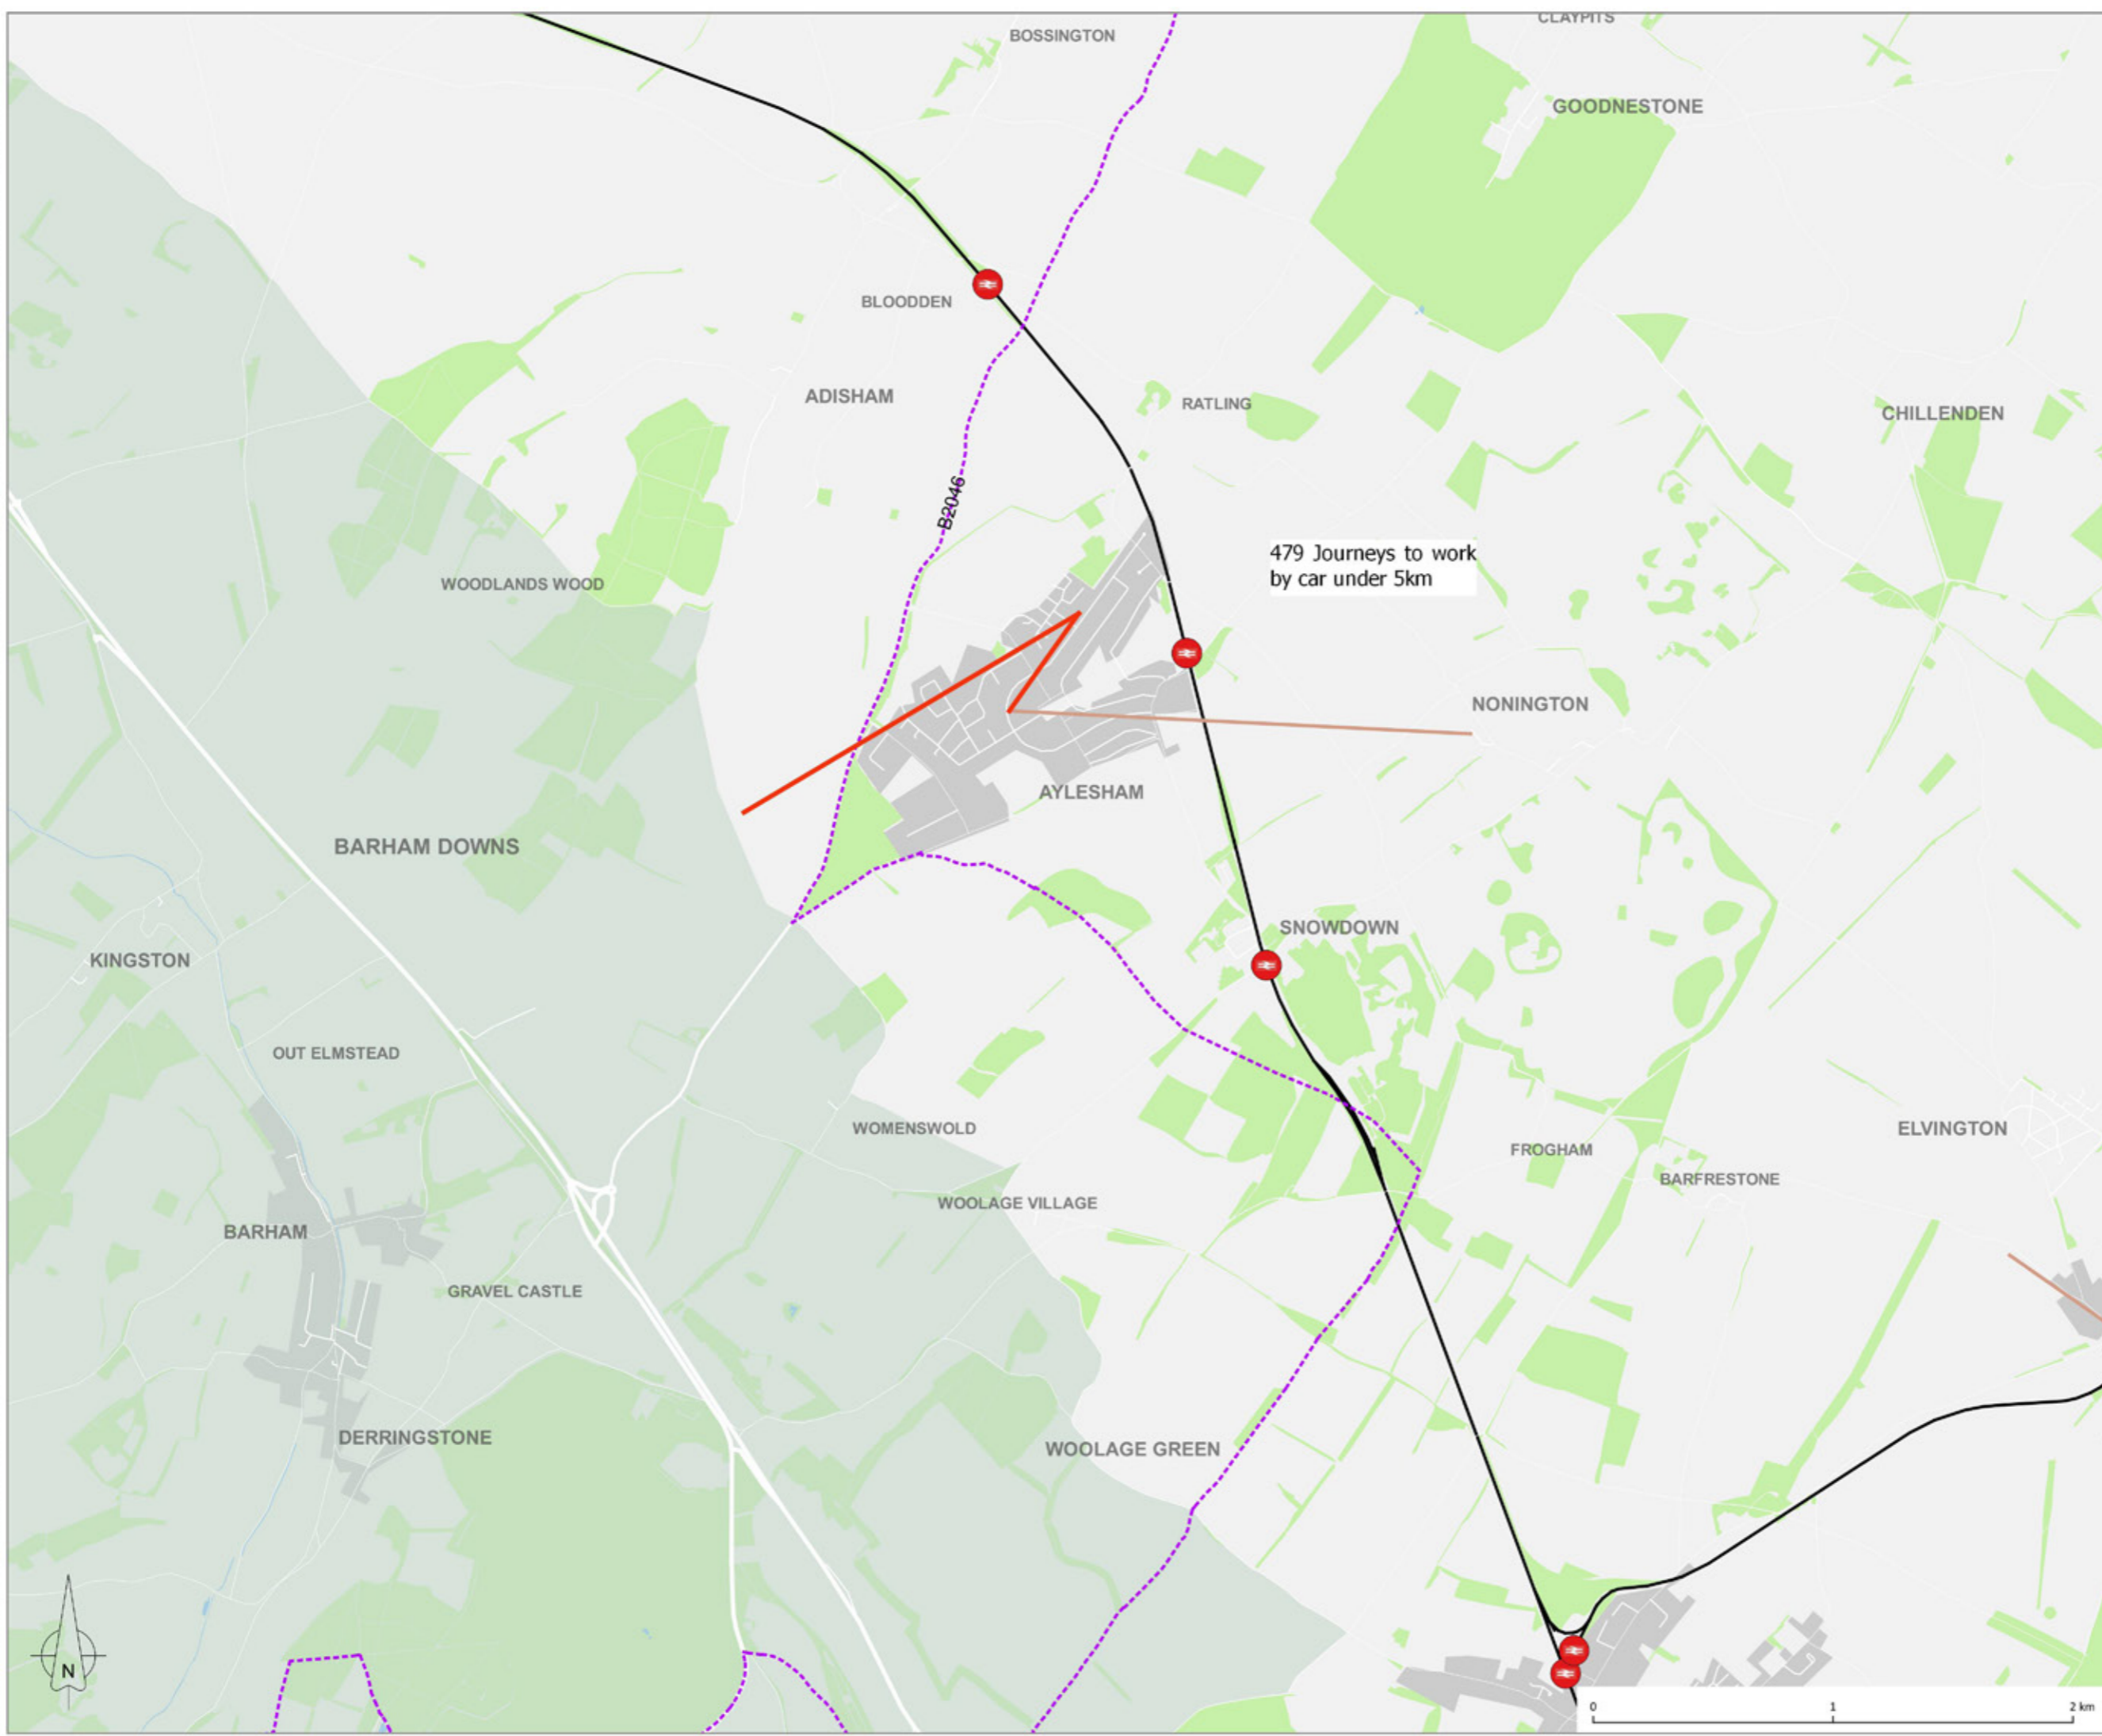 CLAYPITS
BOSSINGTON
GOODNESTONE
BLOODDEN
ADISHAM
RATLING
CHILLENDEN
B2046
479 Journeys to work
by car under 5km
WOODLANDS WOOD
NONINGTON
AYLESHAM
BARHAM DOWNS
SNOWDOWN
KINGSTON
OUT ELMSTEAD
WOMENSWOLD
ELVINGTON
FROGHAM
BARFRESTONE
WOOLAGE VILLAGE
BARHAM
GRAVEL CASTLE
DERRINGSTONE
WOOLAGE GREEN
N
0 1 2 km